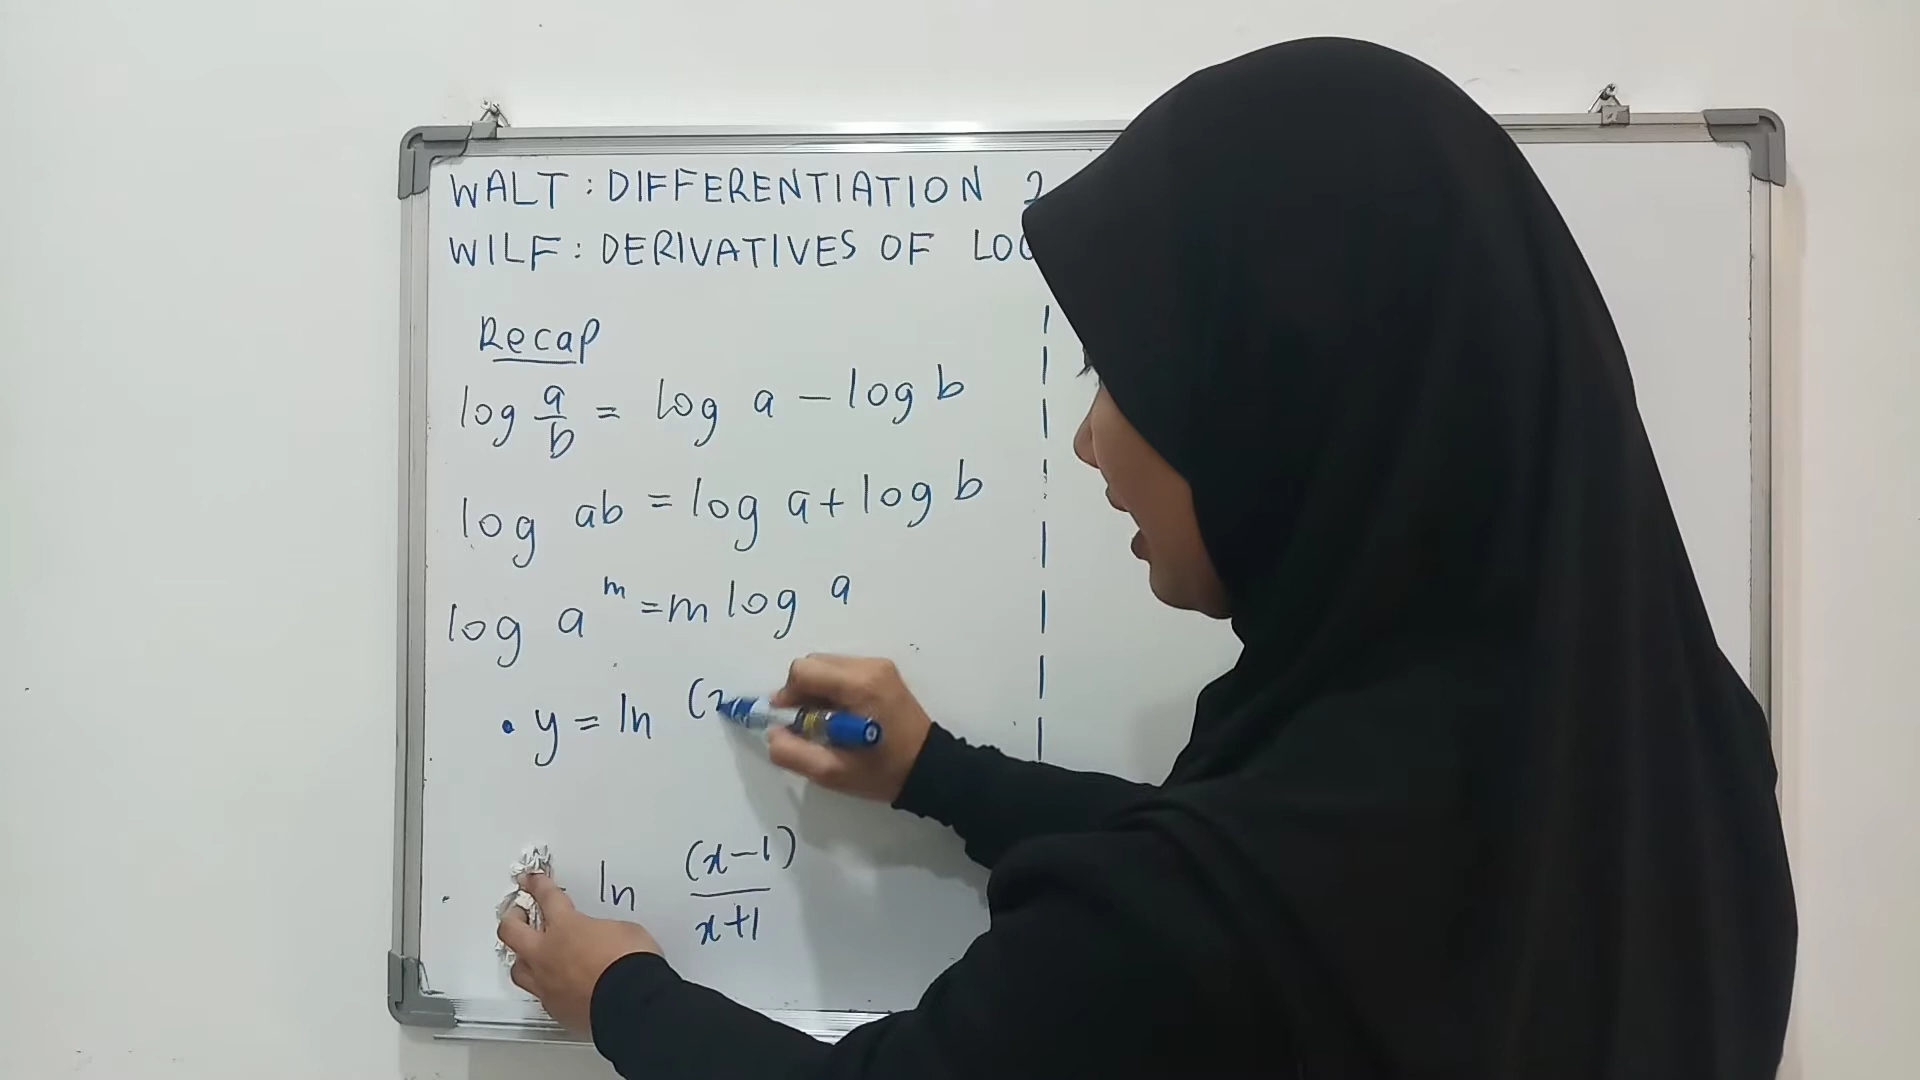 WALT : DIFFERENTIATION 2
WILF : DERIVATIVES OF
Recap
log a/b = log a - log b
log ab = log a + log b
log a^m = m log a
• y = ln (
ln (x-1)/x+1